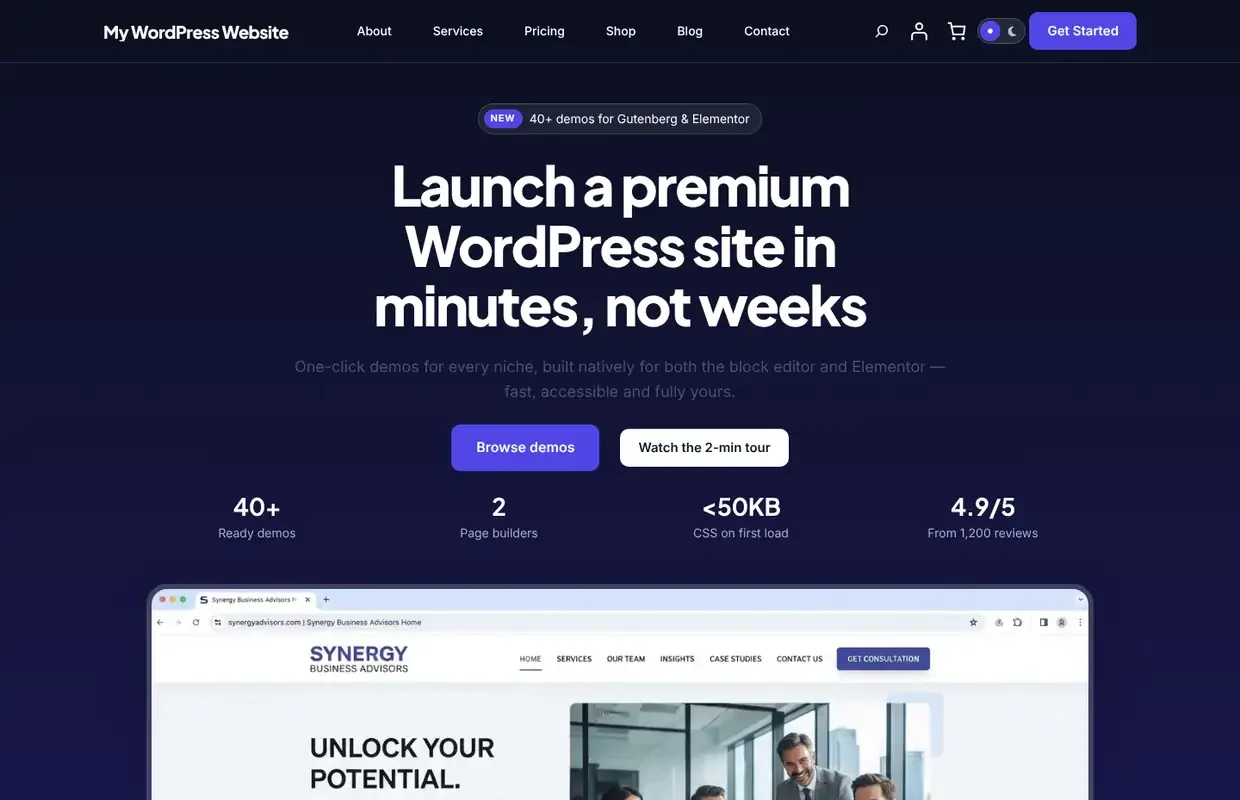 My WordPress Website
About
Services
Pricing
Shop
Blog
Contact
Get Started
NEW 40+ demos for Gutenberg & Elementor
Launch a premium
WordPress site in
minutes, not weeks
One-click demos for every niche, built natively for both the block editor and Elementor —
fast, accessible and fully yours.
Browse demos
Watch the 2-min tour
40+
Ready demos
2
Page builders
<50KB
CSS on first load
4.9/5
From 1,200 reviews
Synergy Business Advisors
synergyadvisors.com | Synergy Business Advisors Home
SYNERGY
BUSINESS ADVISORS
HOME
SERVICES
OUR TEAM
INSIGHTS
CASE STUDIES
CONTACT US
GET CONSULTATION
UNLOCK YOUR
POTENTIAL.